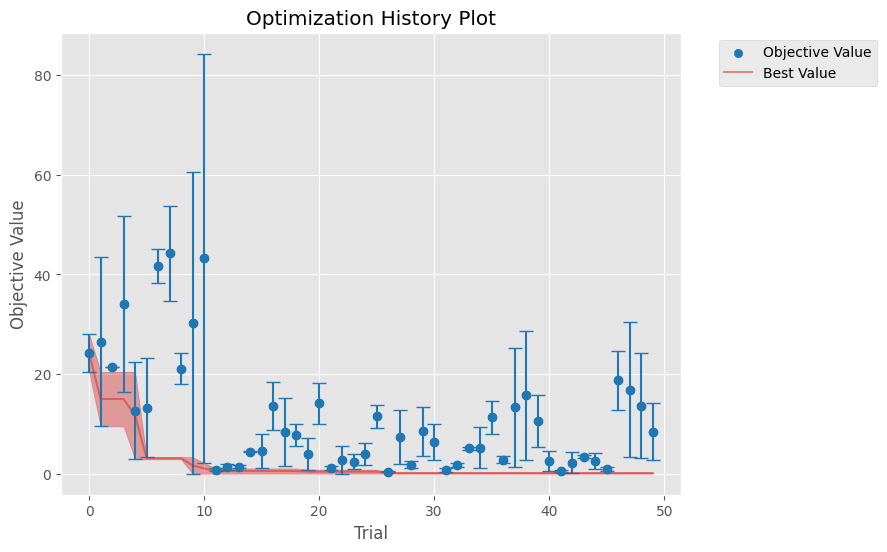 Optimization History Plot
Objective Value
Best Value
80
60
40
20
0
Objective Value
0 10 20 30 40 50
Trial